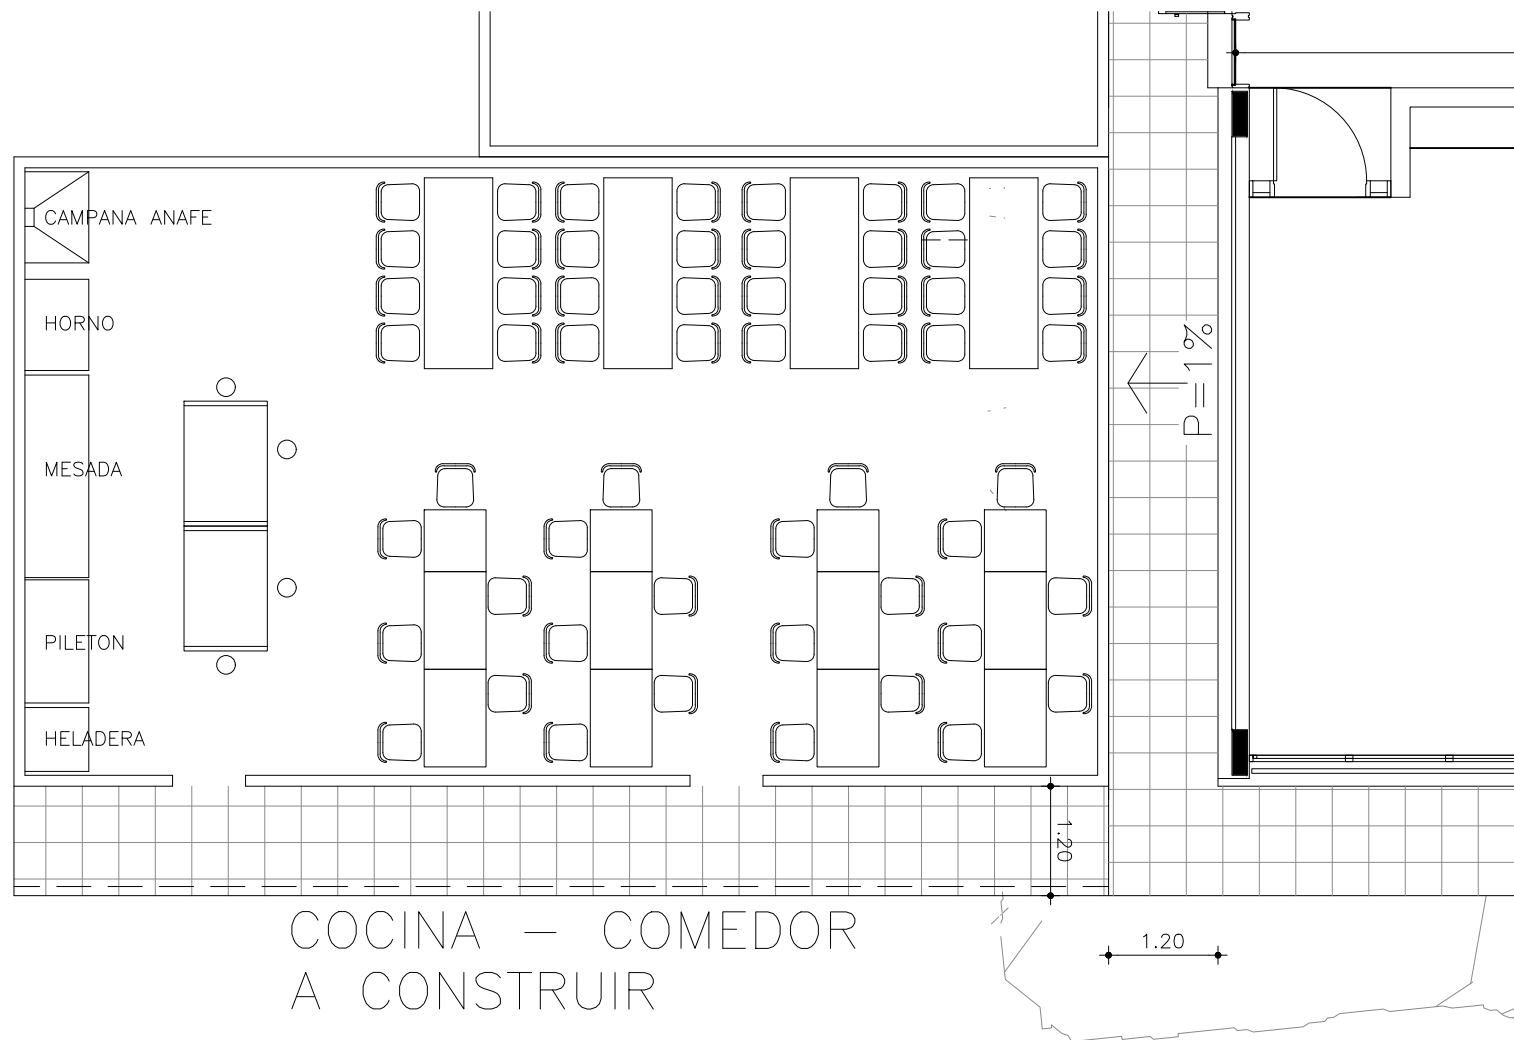 CAMPANA ANAFE
HORNO
MESADA
PILETON
HELADERA
P=1%
1.20
1.20
COCINA – COMEDOR
A CONSTRUIR